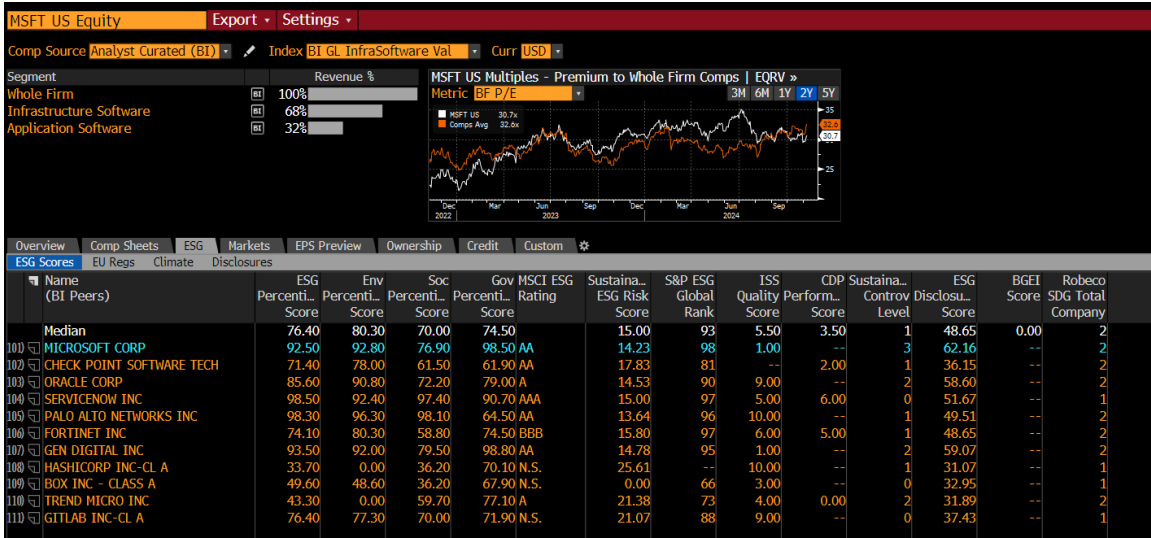 MSFT US Equity Export Settings
Comp Source Analyst Curated (BI) Index BI GL InfraSoftware Val Curr USD
Segment Revenue %
Whole Firm BI 100%
Infrastructure Software BI 68%
Application Software BI 32%
MSFT US Multiples - Premium to Whole Firm Comps | EQRV »
Metric BF P/E 3M 6M 1Y 2Y 5Y
MSFT US 30.7x
Comps Avg 32.6x
35
32.6
30.7
25
Dec Mar Jun Sep Dec Mar Jun Sep
2022 2023 2024
Overview Comp Sheets ESG Markets EPS Preview Ownership Credit Custom
ESG Scores EU Regs Climate Disclosures
Name ESG Env Soc Gov MSCI ESG Sustaina... S&P ESG ISS CDP Sustaina... ESG BGEI Robeco
(BI Peers) Percenti... Percenti... Percenti... Percenti... Rating ESG Risk Global Quality Perform... Controv Disclosu... Score SDG Total
Score Score Score Score Score Rank Score Score Level Score Company
Median 76.40 80.30 70.00 74.50 15.00 93 5.50 3.50 1 48.65 0.00 2
101) MICROSOFT CORP 92.50 92.80 76.90 98.50 AA 14.23 98 1.00 -- 3 62.16 -- 2
102) CHECK POINT SOFTWARE TECH 71.40 78.00 61.50 61.90 AA 17.83 81 -- 2.00 1 36.15 -- 2
103) ORACLE CORP 85.60 90.80 72.20 79.00 A 14.53 90 9.00 -- 2 58.60 -- 2
104) SERVICENOW INC 98.50 92.40 97.40 90.70 AAA 15.00 97 5.00 6.00 0 51.67 -- 1
105) PALO ALTO NETWORKS INC 98.30 96.30 98.10 64.50 AA 13.64 96 10.00 -- 1 49.51 -- 2
106) FORTINET INC 74.10 80.30 58.80 74.50 BBB 15.80 97 6.00 5.00 1 48.65 -- 2
107) GEN DIGITAL INC 93.50 92.00 79.50 98.80 AA 14.78 95 1.00 -- 2 59.07 -- 2
108) HASHICORP INC-CL A 33.70 0.00 36.20 70.10 N.S. 25.61 -- 10.00 -- 1 31.07 -- 1
109) BOX INC - CLASS A 49.60 48.60 36.20 67.90 N.S. 0.00 66 3.00 -- 0 32.95 -- 1
110) TREND MICRO INC 43.30 0.00 59.70 77.10 A 21.38 73 4.00 0.00 2 31.89 -- 2
111) GITLAB INC-CL A 76.40 77.30 70.00 71.90 N.S. 21.07 88 9.00 -- 0 37.43 -- 1